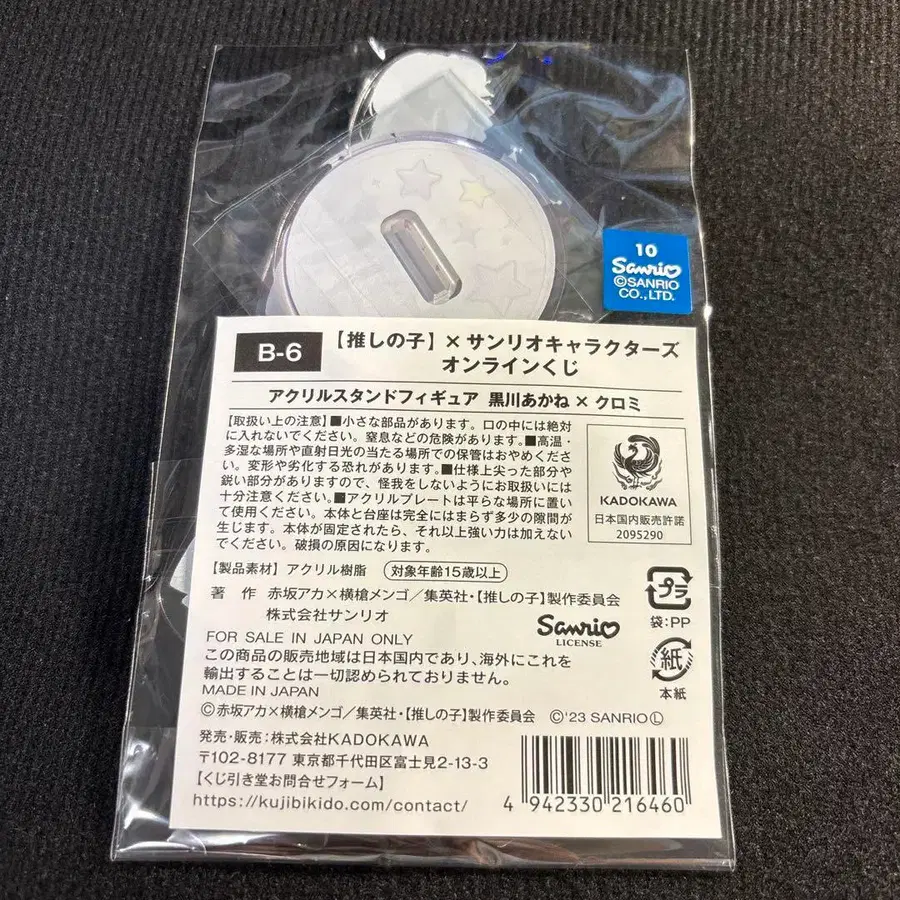 10
Sanrio
©SANRIO
CO.,LTD.
B-6
【推しの子】×サンリオキャラクターズ
オンラインくじ
アクリルスタンドフィギュア 黒川あかね×クロミ
【取扱い上の注意】■小さな部品があります。口の中には絶対
に入れないでください。窒息などの危険があります。■高温・
多湿な場所や直射日光の当たる場所での保管はおやめくださ
い。変形や劣化する恐れがあります。■仕様上尖った部分や
鋭い部分がありますので、怪我をしないようにお取扱いには
十分注意ください。■アクリルプレートは平らな場所に置い
て使用ください。本体と台座は完全にはまらず多少の隙間が
生じます。本体が固定されたら、それ以上強い力は加えない
でください。破損の原因になります。
KADOKAWA
日本国内販売許諾
2095290
【製品素材】アクリル樹脂 対象年齢15歳以上
著 作 赤坂アカ×横槍メンゴ/集英社・【推しの子】製作委員会
株式会社サンリオ
プラ
袋:PP
Sanrio
LICENSE
FOR SALE IN JAPAN ONLY
この商品の販売地域は日本国内であり、海外にこれを
輸出することは一切認められておりません。
MADE IN JAPAN
紙
本紙
©赤坂アカ×横槍メンゴ/集英社・【推しの子】製作委員会 ©'23 SANRIO Ⓛ
発売・販売:株式会社KADOKAWA
〒102-8177 東京都千代田区富士見2-13-3
【くじ引き堂お問合せフォーム】
https://kujibikido.com/contact/
4 942330 216460